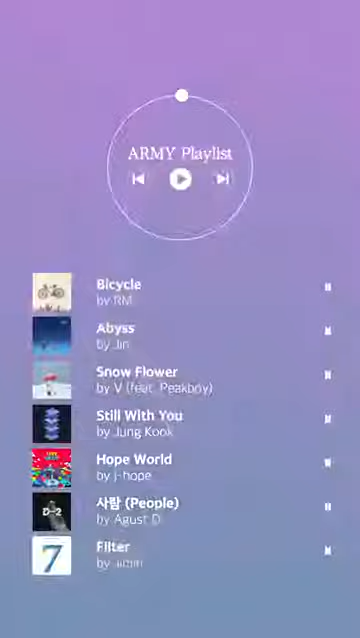 ARMY Playlist
Bicycle
by RM
Abyss
by Jin
Snow Flower
by V (feat. Peakboy)
Still With You
by Jung Kook
Hope World
by j-hope
D-2
사람 (People)
by Agust D
7
Filter
by Jimin